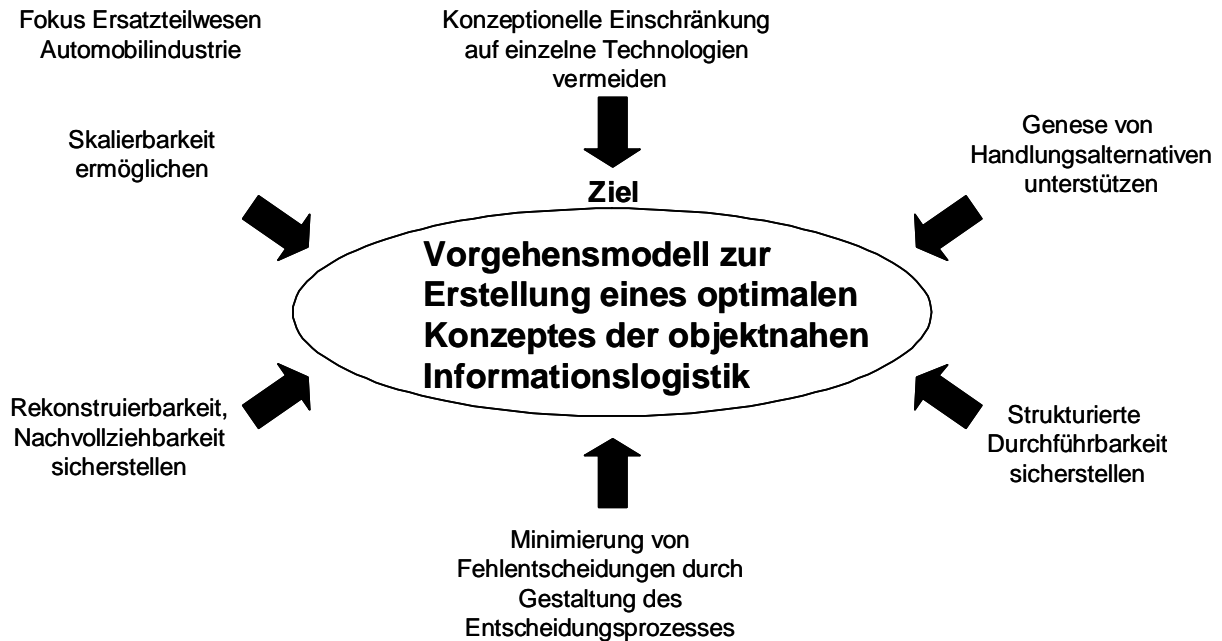 Fokus Ersatzteilwesen
Automobilindustrie
Konzeptionelle Einschränkung
auf einzelne Technologien
vermeiden
Skalierbarkeit
ermöglichen
Genese von
Handlungsalternativen
unterstützen
Ziel
Vorgehensmodell zur
Erstellung eines optimalen
Konzeptes der objektnahen
Informationslogistik
Rekonstruierbarkeit,
Nachvollziehbarkeit
sicherstellen
Strukturierte
Durchführbarkeit
sicherstellen
Minimierung von
Fehlentscheidungen durch
Gestaltung des
Entscheidungsprozesses